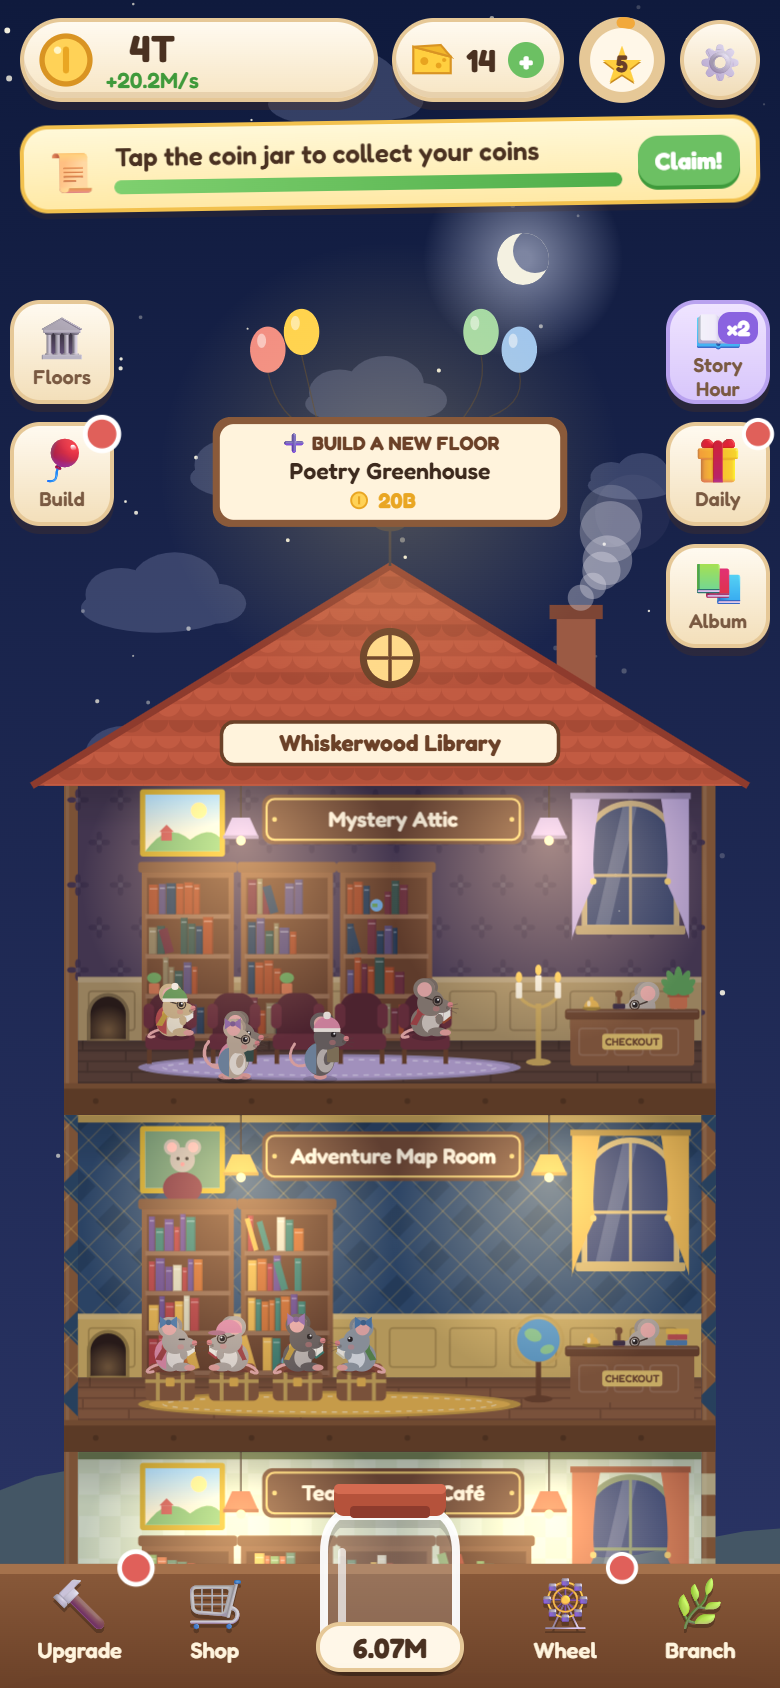 4T
+20.2M/s
14
5
Tap the coin jar to collect your coins
Claim!
Floors
x2
Story
Hour
BUILD A NEW FLOOR
Poetry Greenhouse
20B
Build
Daily
Album
Whiskerwood Library
Mystery Attic
CHECKOUT
Adventure Map Room
CHECKOUT
Tea
Café
6.07M
Upgrade
Shop
Wheel
Branch